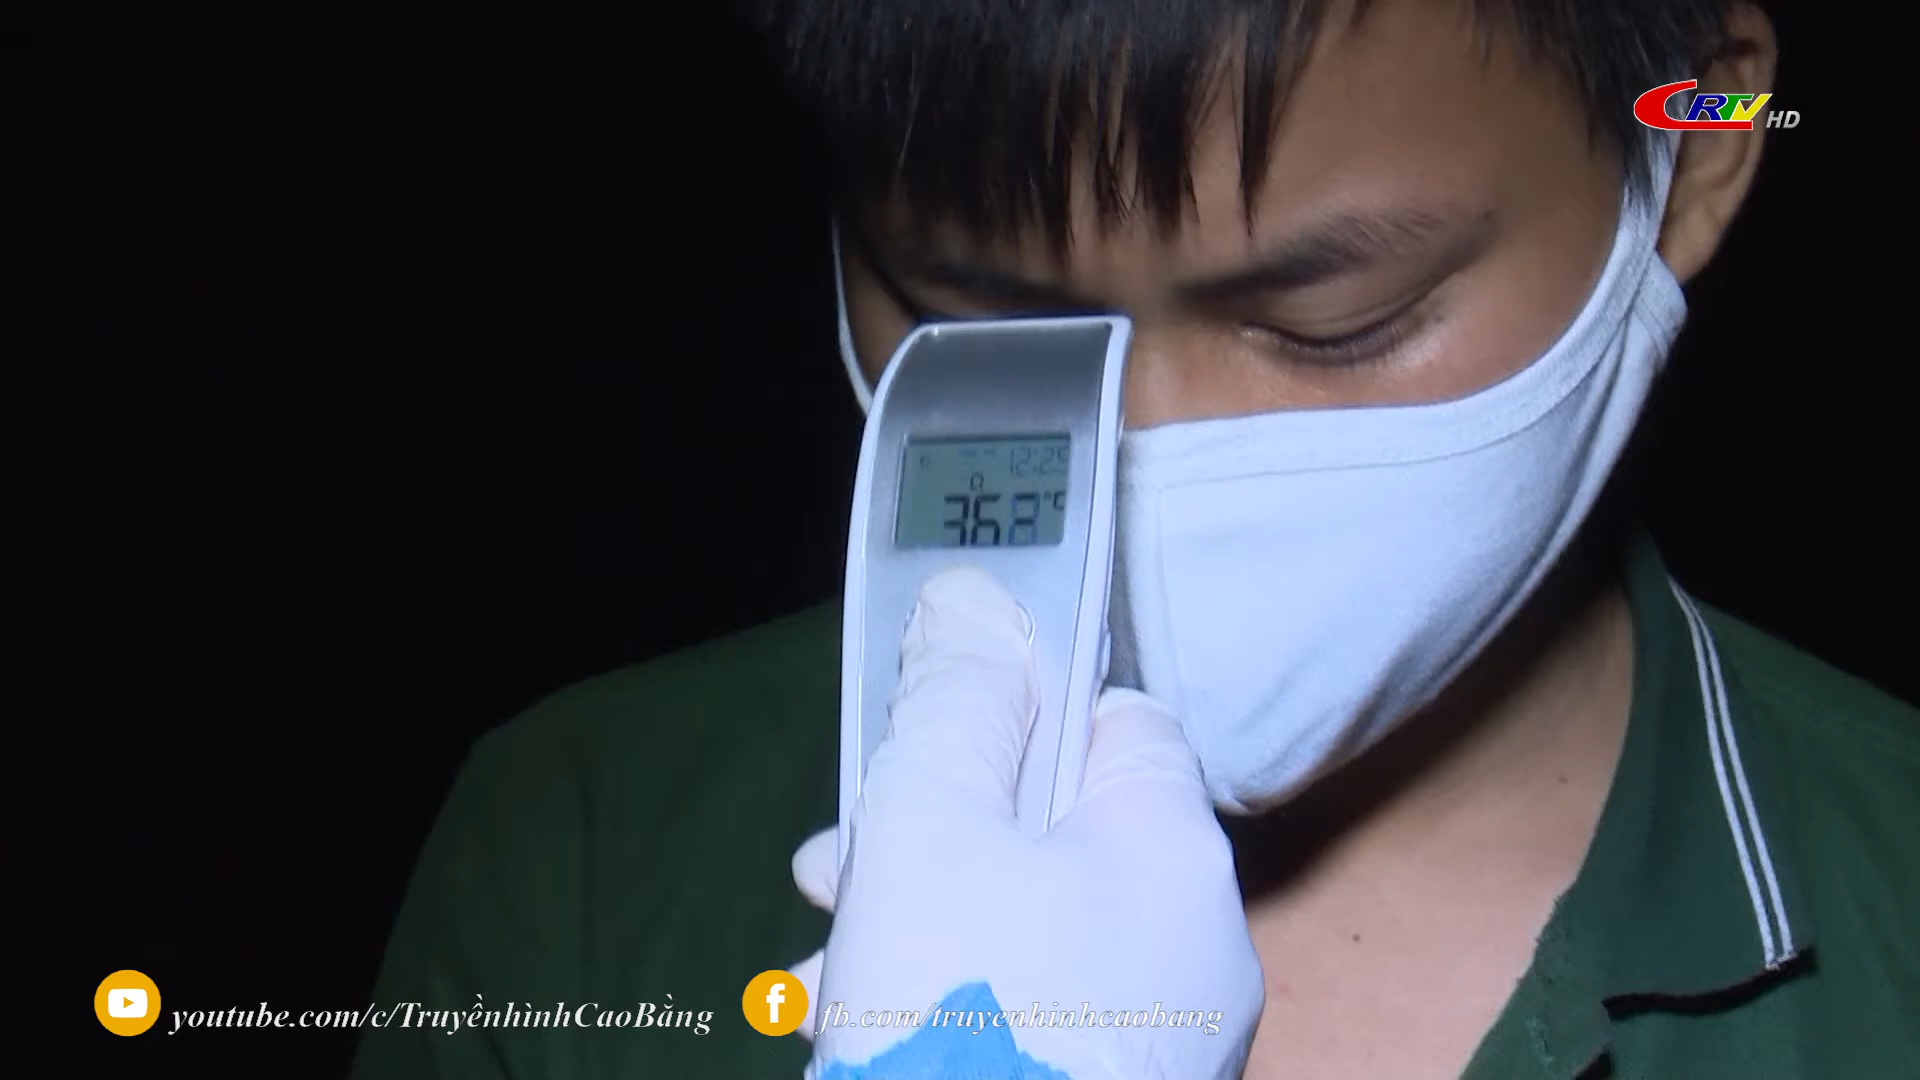 CRTV HD
12:25
36.8 °C
youtube.com/c/TruyềnhìnhCaoBằng
fb.com/truyenhinhcaobang